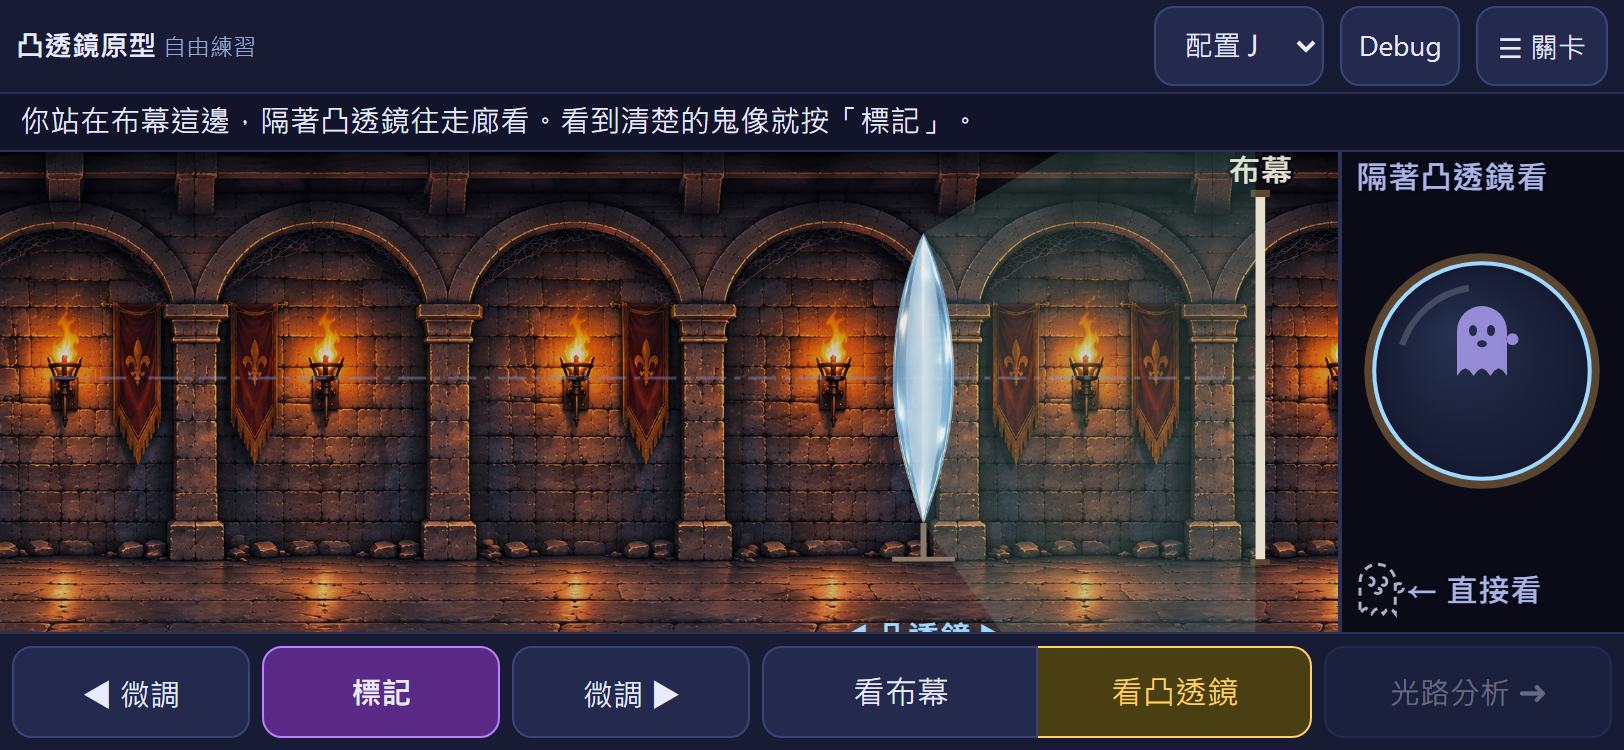 凸透鏡原型 自由練習
配置 J
Debug
☰ 關卡
你站在布幕這邊，隔著凸透鏡往走廊看。看到清楚的鬼像就按「標記」。
布幕
隔著凸透鏡看
← 直接看
◀ 凸透鏡 ▶
◀ 微調
標記
微調 ▶
看布幕
看凸透鏡
光路分析 →